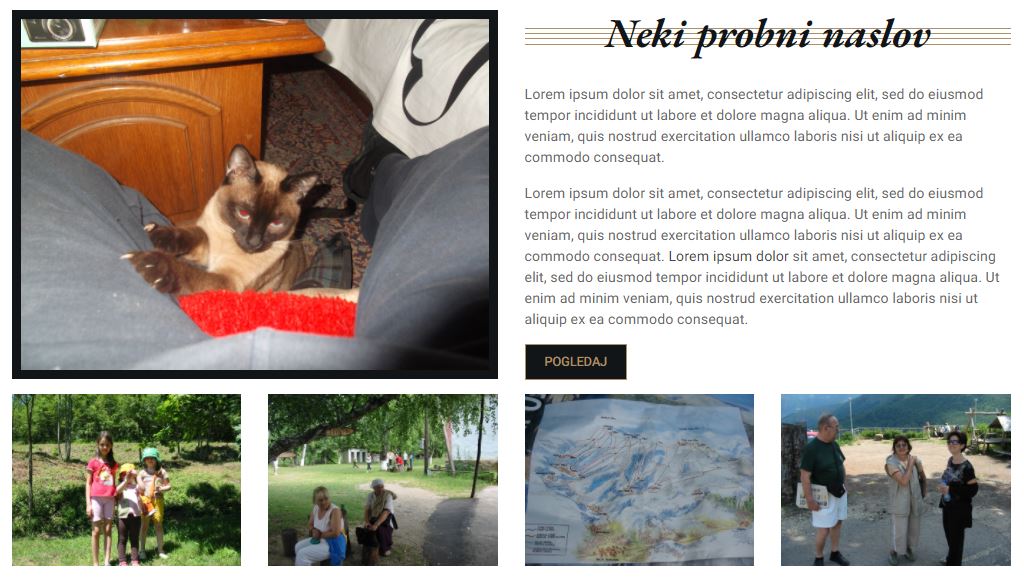 Neki probni naslov
Lorem ipsum dolor sit amet, consectetur adipiscing elit, sed do eiusmod
tempor incididunt ut labore et dolore magna aliqua. Ut enim ad minim
veniam, quis nostrud exercitation ullamco laboris nisi ut aliquip ex ea
commodo consequat.
Lorem ipsum dolor sit amet, consectetur adipiscing elit, sed do eiusmod
tempor incididunt ut labore et dolore magna aliqua. Ut enim ad minim
veniam, quis nostrud exercitation ullamco laboris nisi ut aliquip ex ea
commodo consequat. Lorem ipsum dolor sit amet, consectetur adipiscing
elit, sed do eiusmod tempor incididunt ut labore et dolore magna aliqua. Ut
enim ad minim veniam, quis nostrud exercitation ullamco laboris nisi ut
aliquip ex ea commodo consequat.
POGLEDAJ